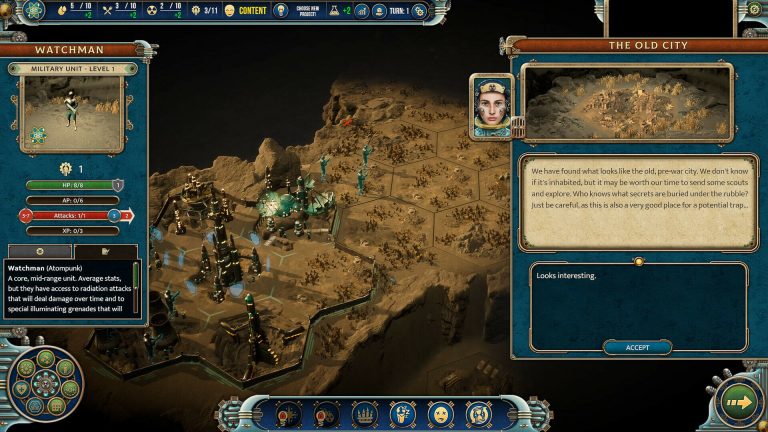 5 / 10
+2
3 / 10
+2
2 / 10
+2
3/11
CONTENT
CHOOSE NEW
PROJECT!
+2
TURN: 1
WATCHMAN
MILITARY UNIT - LEVEL 1
1
HP: 8/8
1
AP: 0/6
3-7
Attacks: 1/1
3
2
XP: 0/3
Watchman (Atompunk)
A core, mid-range unit. Average stats,
but they have access to radiation attacks
that will deal damage over time and to
special illuminating grenades that will
THE OLD CITY
We have found what looks like the old, pre-war city. We don't know
if it's inhabited, but it may be worth our time to send some scouts
and explore. Who knows what secrets are buried under the rubble?
Just be careful, as this is also a very good place for a potential trap...
Looks interesting.
ACCEPT